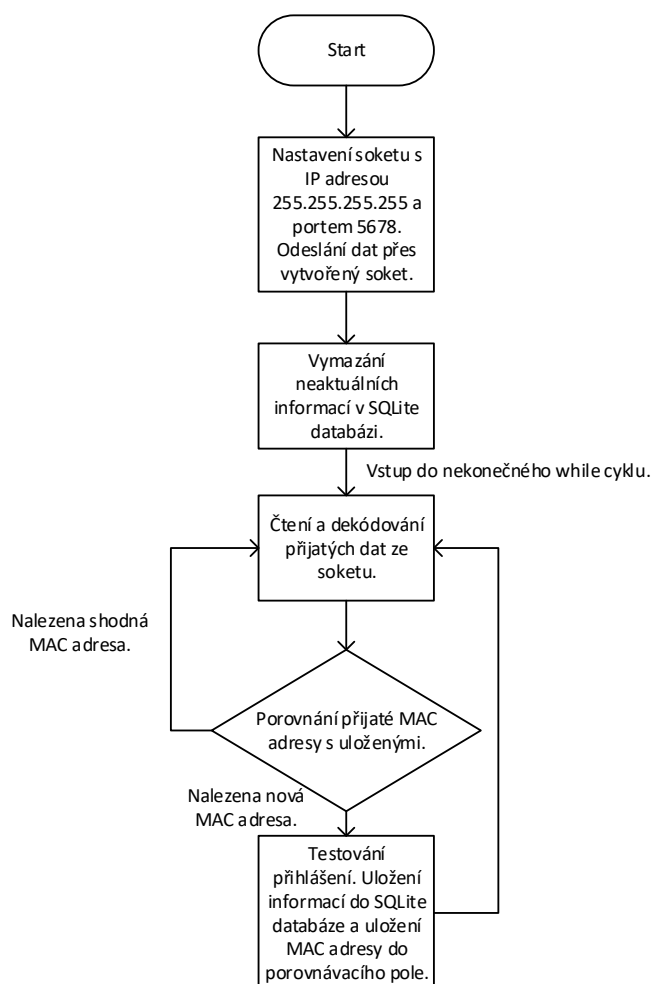 Start
Nastavení soketu s
IP adresou
255.255.255.255 a
portem 5678.
Odeslání dat přes
vytvořený soket.
Vymazání
neaktuálních
informací v SQLite
databázi.
Vstup do nekonečného while cyklu.
Čtení a dekódování
přijatých dat ze
soketu.
Nalezena shodná
MAC adresa.
Porovnání přijaté MAC
adresy s uloženými.
Nalezena nová
MAC adresa.
Testování
přihlášení. Uložení
informací do SQLite
databáze a uložení
MAC adresy do
porovnávacího pole.